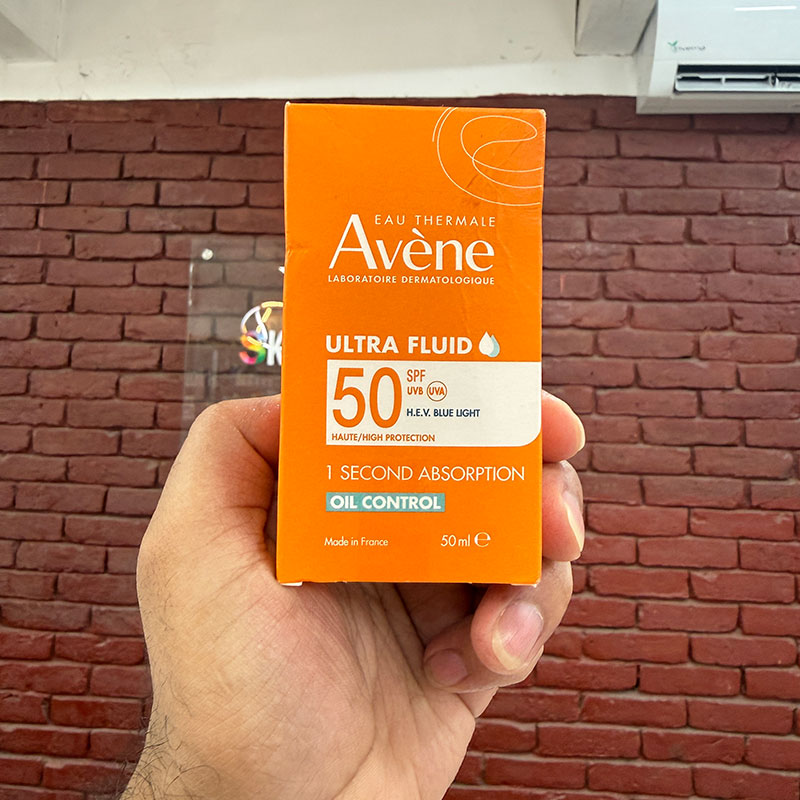 EAU THERMALE
Avène
LABORATOIRE DERMATOLOGIQUE
ULTRA FLUID
50 SPF
UVB UVA
H.E.V. BLUE LIGHT
HAUTE/HIGH PROTECTION
1 SECOND ABSORPTION
OIL CONTROL
Made in France 50 ml ℮